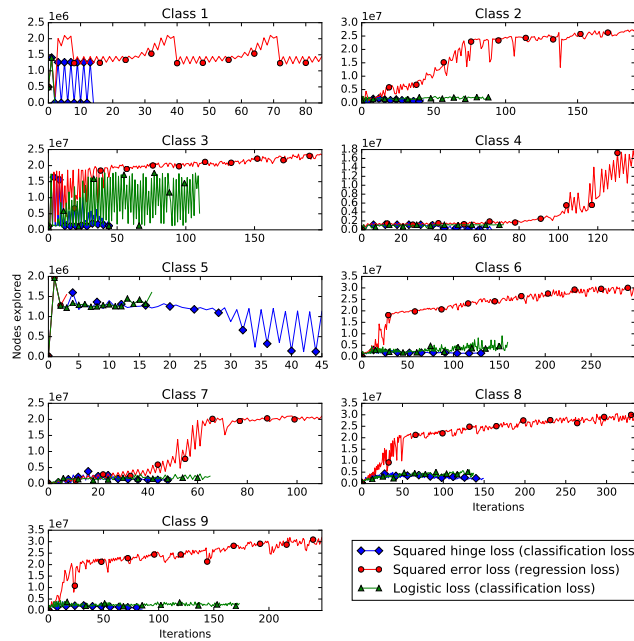 Class 1
1e6
2.5
2.0
1.5
1.0
0.5
0.0
0 10 20 30 40 50 60 70 80
Class 2
1e7
3.0
2.5
2.0
1.5
1.0
0.5
0.0
0 50 100 150
Class 3
1e7
2.5
2.0
1.5
1.0
0.5
0.0
0 50 100 150
Class 4
1e7
1.8
1.6
1.4
1.2
1.0
0.8
0.6
0.4
0.2
0.0
0 20 40 60 80 100 120
Class 5
1e6
2.0
1.5
1.0
0.5
0.0
0 5 10 15 20 25 30 35 40 45
Nodes explored
Class 6
1e7
3.5
3.0
2.5
2.0
1.5
1.0
0.5
0.0
0 50 100 150 200 250
Class 7
1e7
2.5
2.0
1.5
1.0
0.5
0.0
0 20 40 60 80 100
Class 8
1e7
3.0
2.5
2.0
1.5
1.0
0.5
0.0
0 50 100 150 200 250 300
Iterations
Class 9
1e7
3.5
3.0
2.5
2.0
1.5
1.0
0.5
0.0
0 50 100 150 200
Iterations
Squared hinge loss (classification loss
Squared error loss (regression loss)
Logistic loss (classification loss)